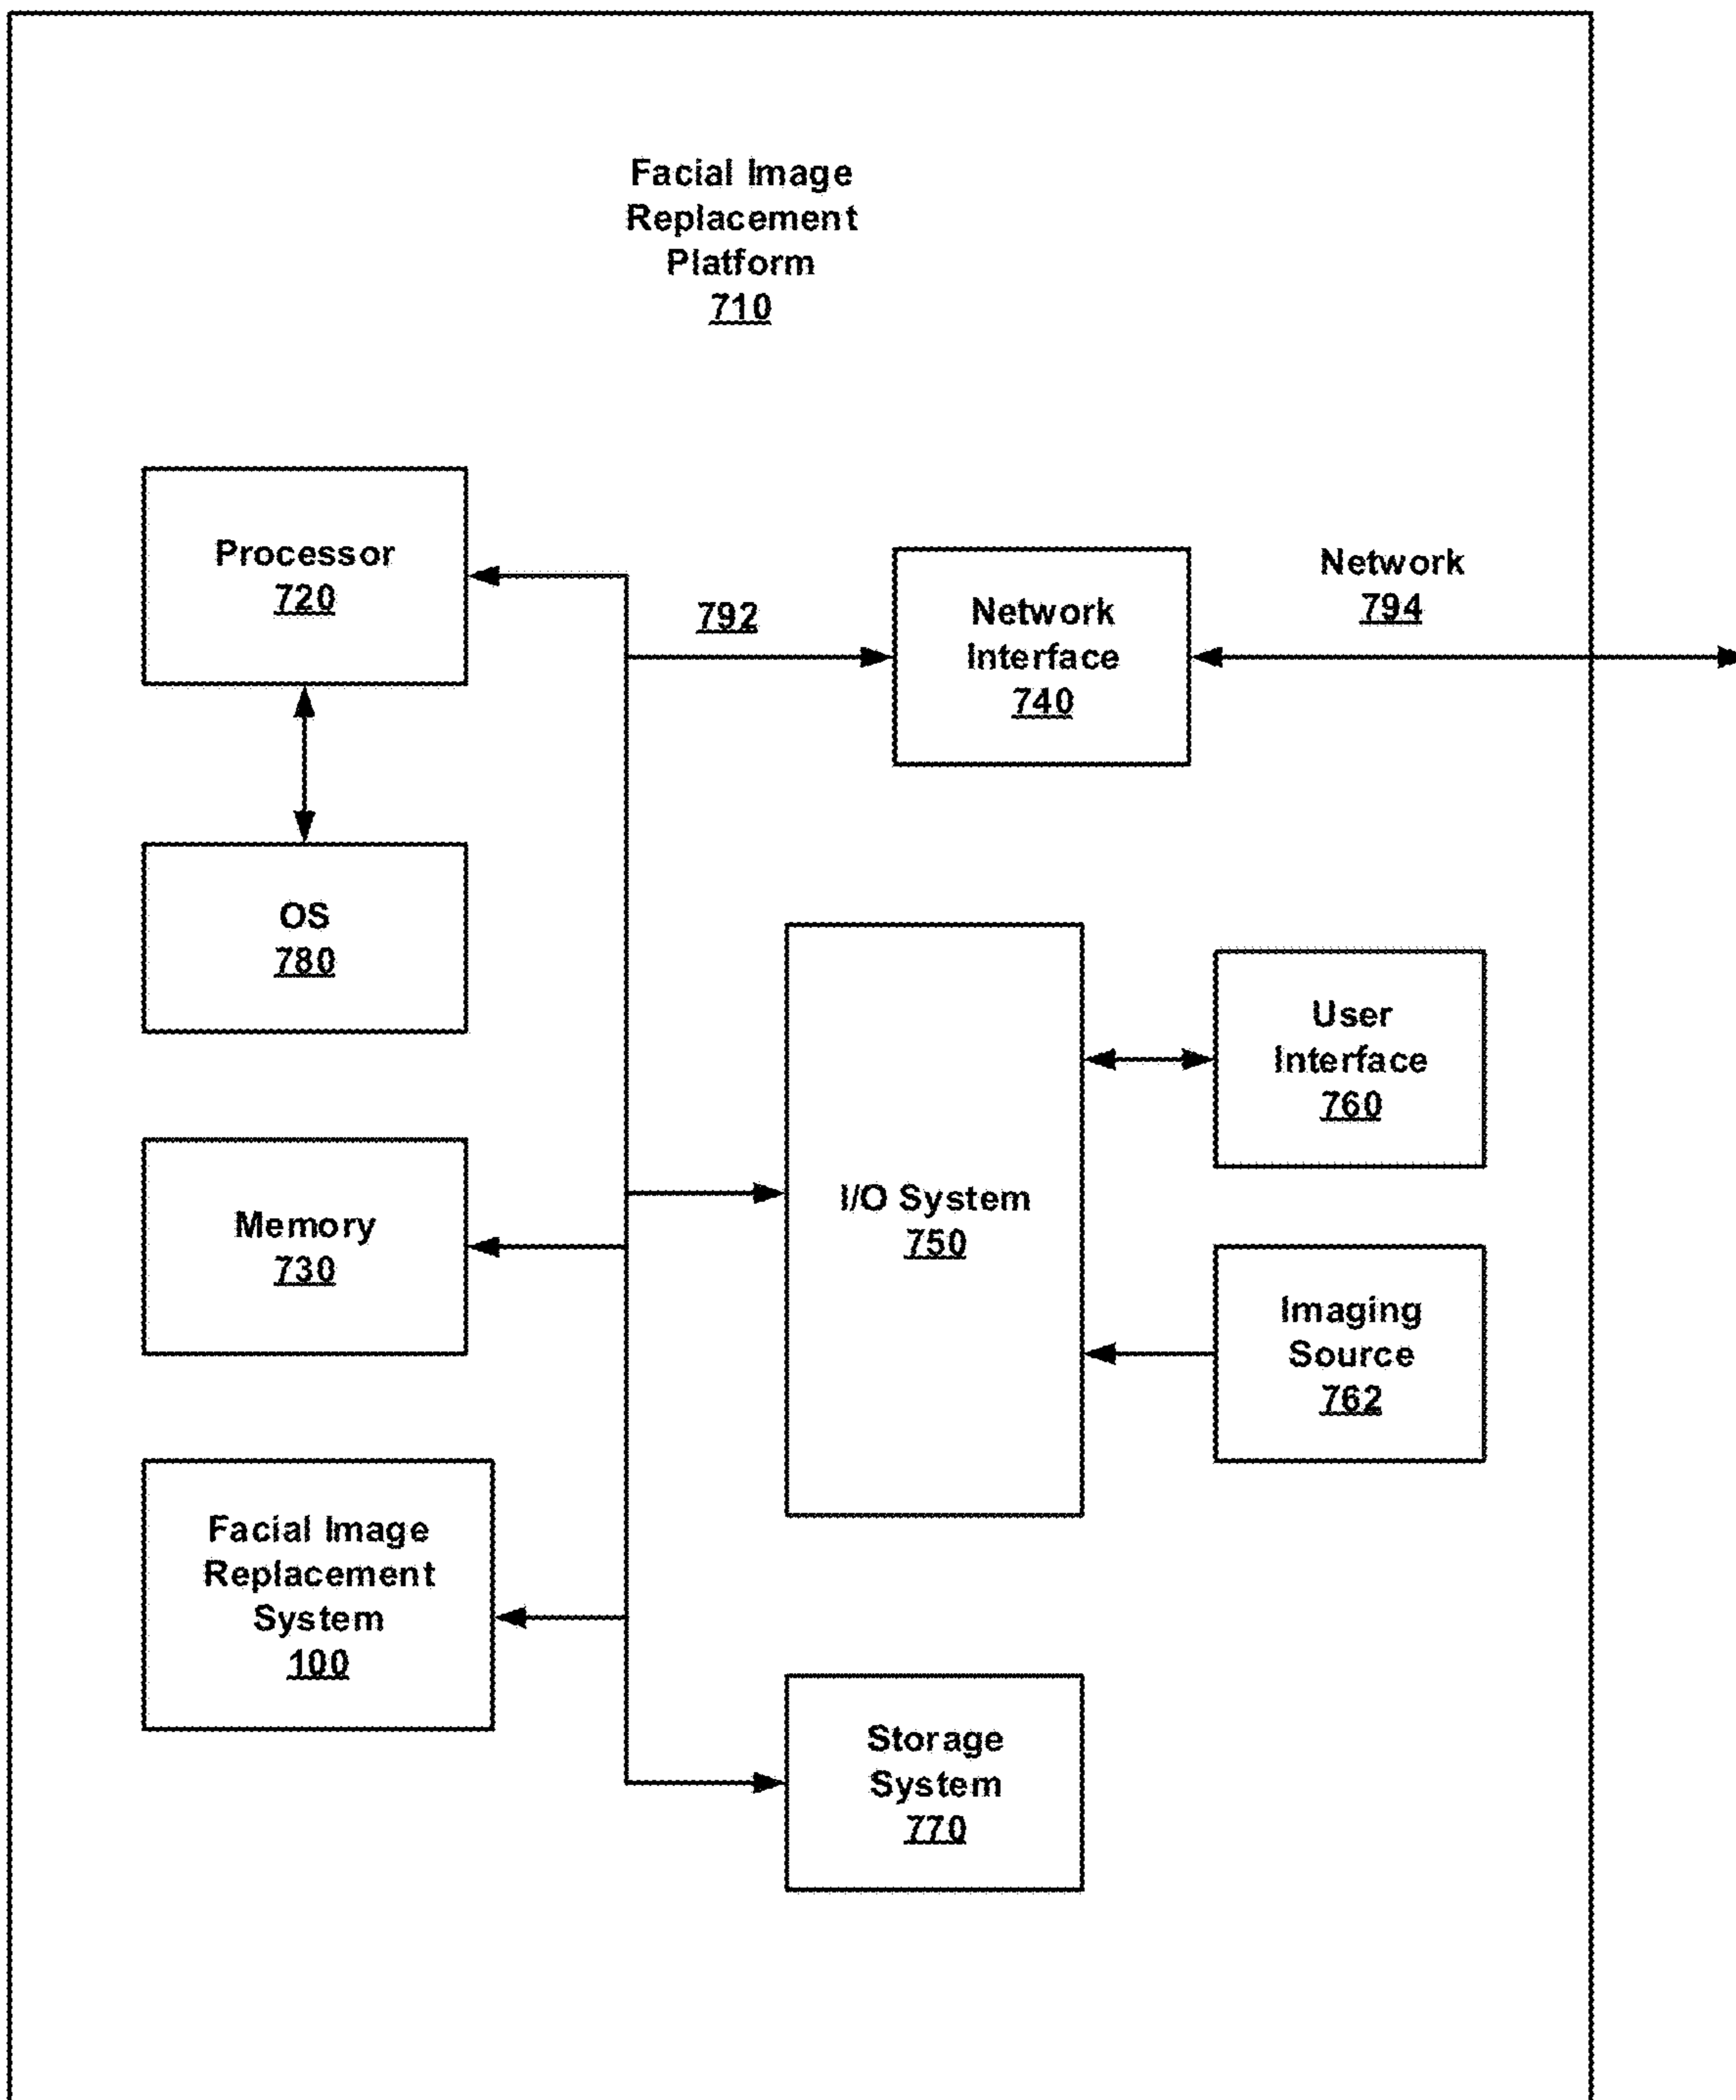 Facial Image
Replacement
Platform
710
Processor
720
792
Network
Interface
740
Network
794
OS
780
I/O System
750
User
Interface
760
Memory
730
Imaging
Source
762
Facial Image
Replacement
System
100
Storage
System
770